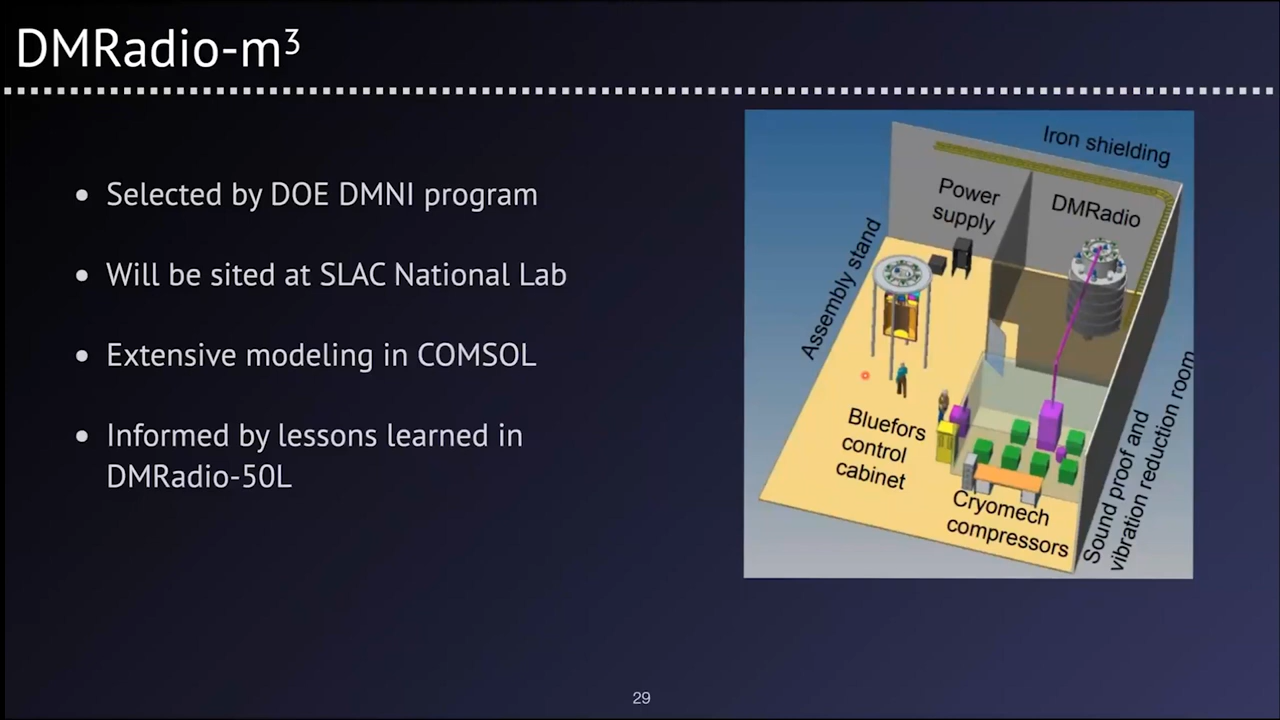 DMRadio-m³
• Selected by DOE DMNI program
• Will be sited at SLAC National Lab
• Extensive modeling in COMSOL
• Informed by lessons learned in
DMRadio-50L
Iron shielding
Power
supply
DMRadio
Assembly stand
Bluefors
control
cabinet
Cryomech
compressors
Sound proof and
vibration reduction room
29